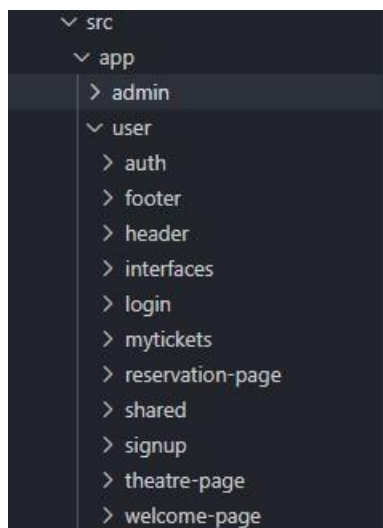 src
app
admin
user
auth
footer
header
interfaces
login
mytickets
reservation-page
shared
signup
theatre-page
welcome-page